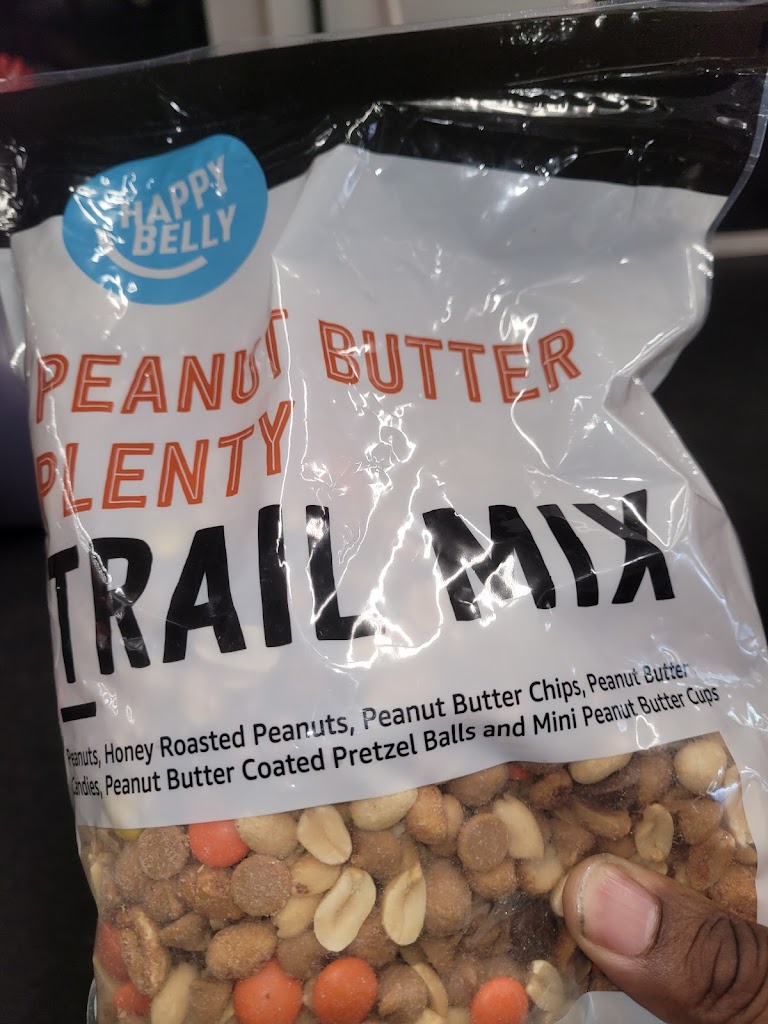 HAPPY
BELLY
PEANUT BUTTER
PLENTY
TRAIL MIX
Peanuts, Honey Roasted Peanuts, Peanut Butter Chips, Peanut Butter
Candies, Peanut Butter Coated Pretzel Balls and Mini Peanut Butter Cups